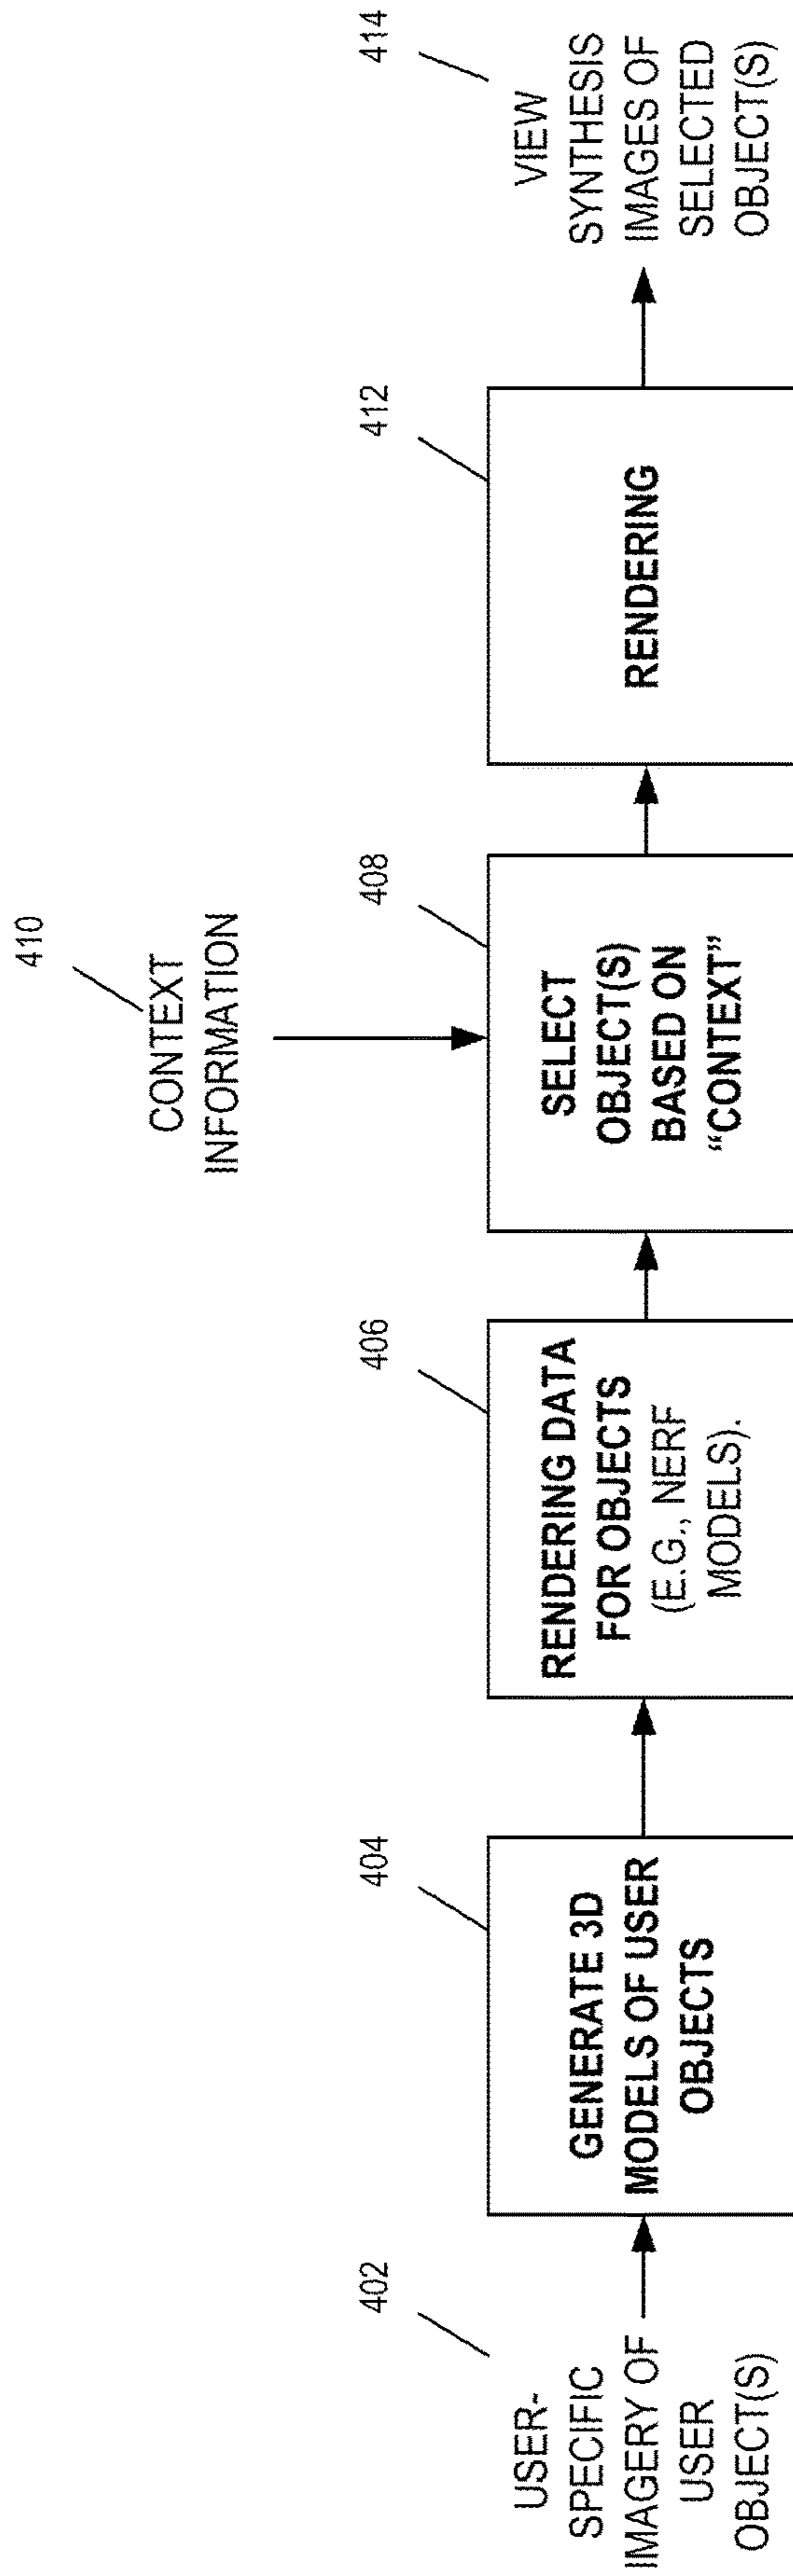 410
CONTEXT
INFORMATION
402
USER-
SPECIFIC
IMAGERY OF
USER
OBJECT(S)
404
GENERATE 3D
MODELS OF USER
OBJECTS
406
RENDERING DATA
FOR OBJECTS
(E.G., NERF
MODELS).
408
SELECT
OBJECT(S)
BASED ON
“CONTEXT”
412
RENDERING
414
VIEW
SYNTHESIS
IMAGES OF
SELECTED
OBJECT(S)